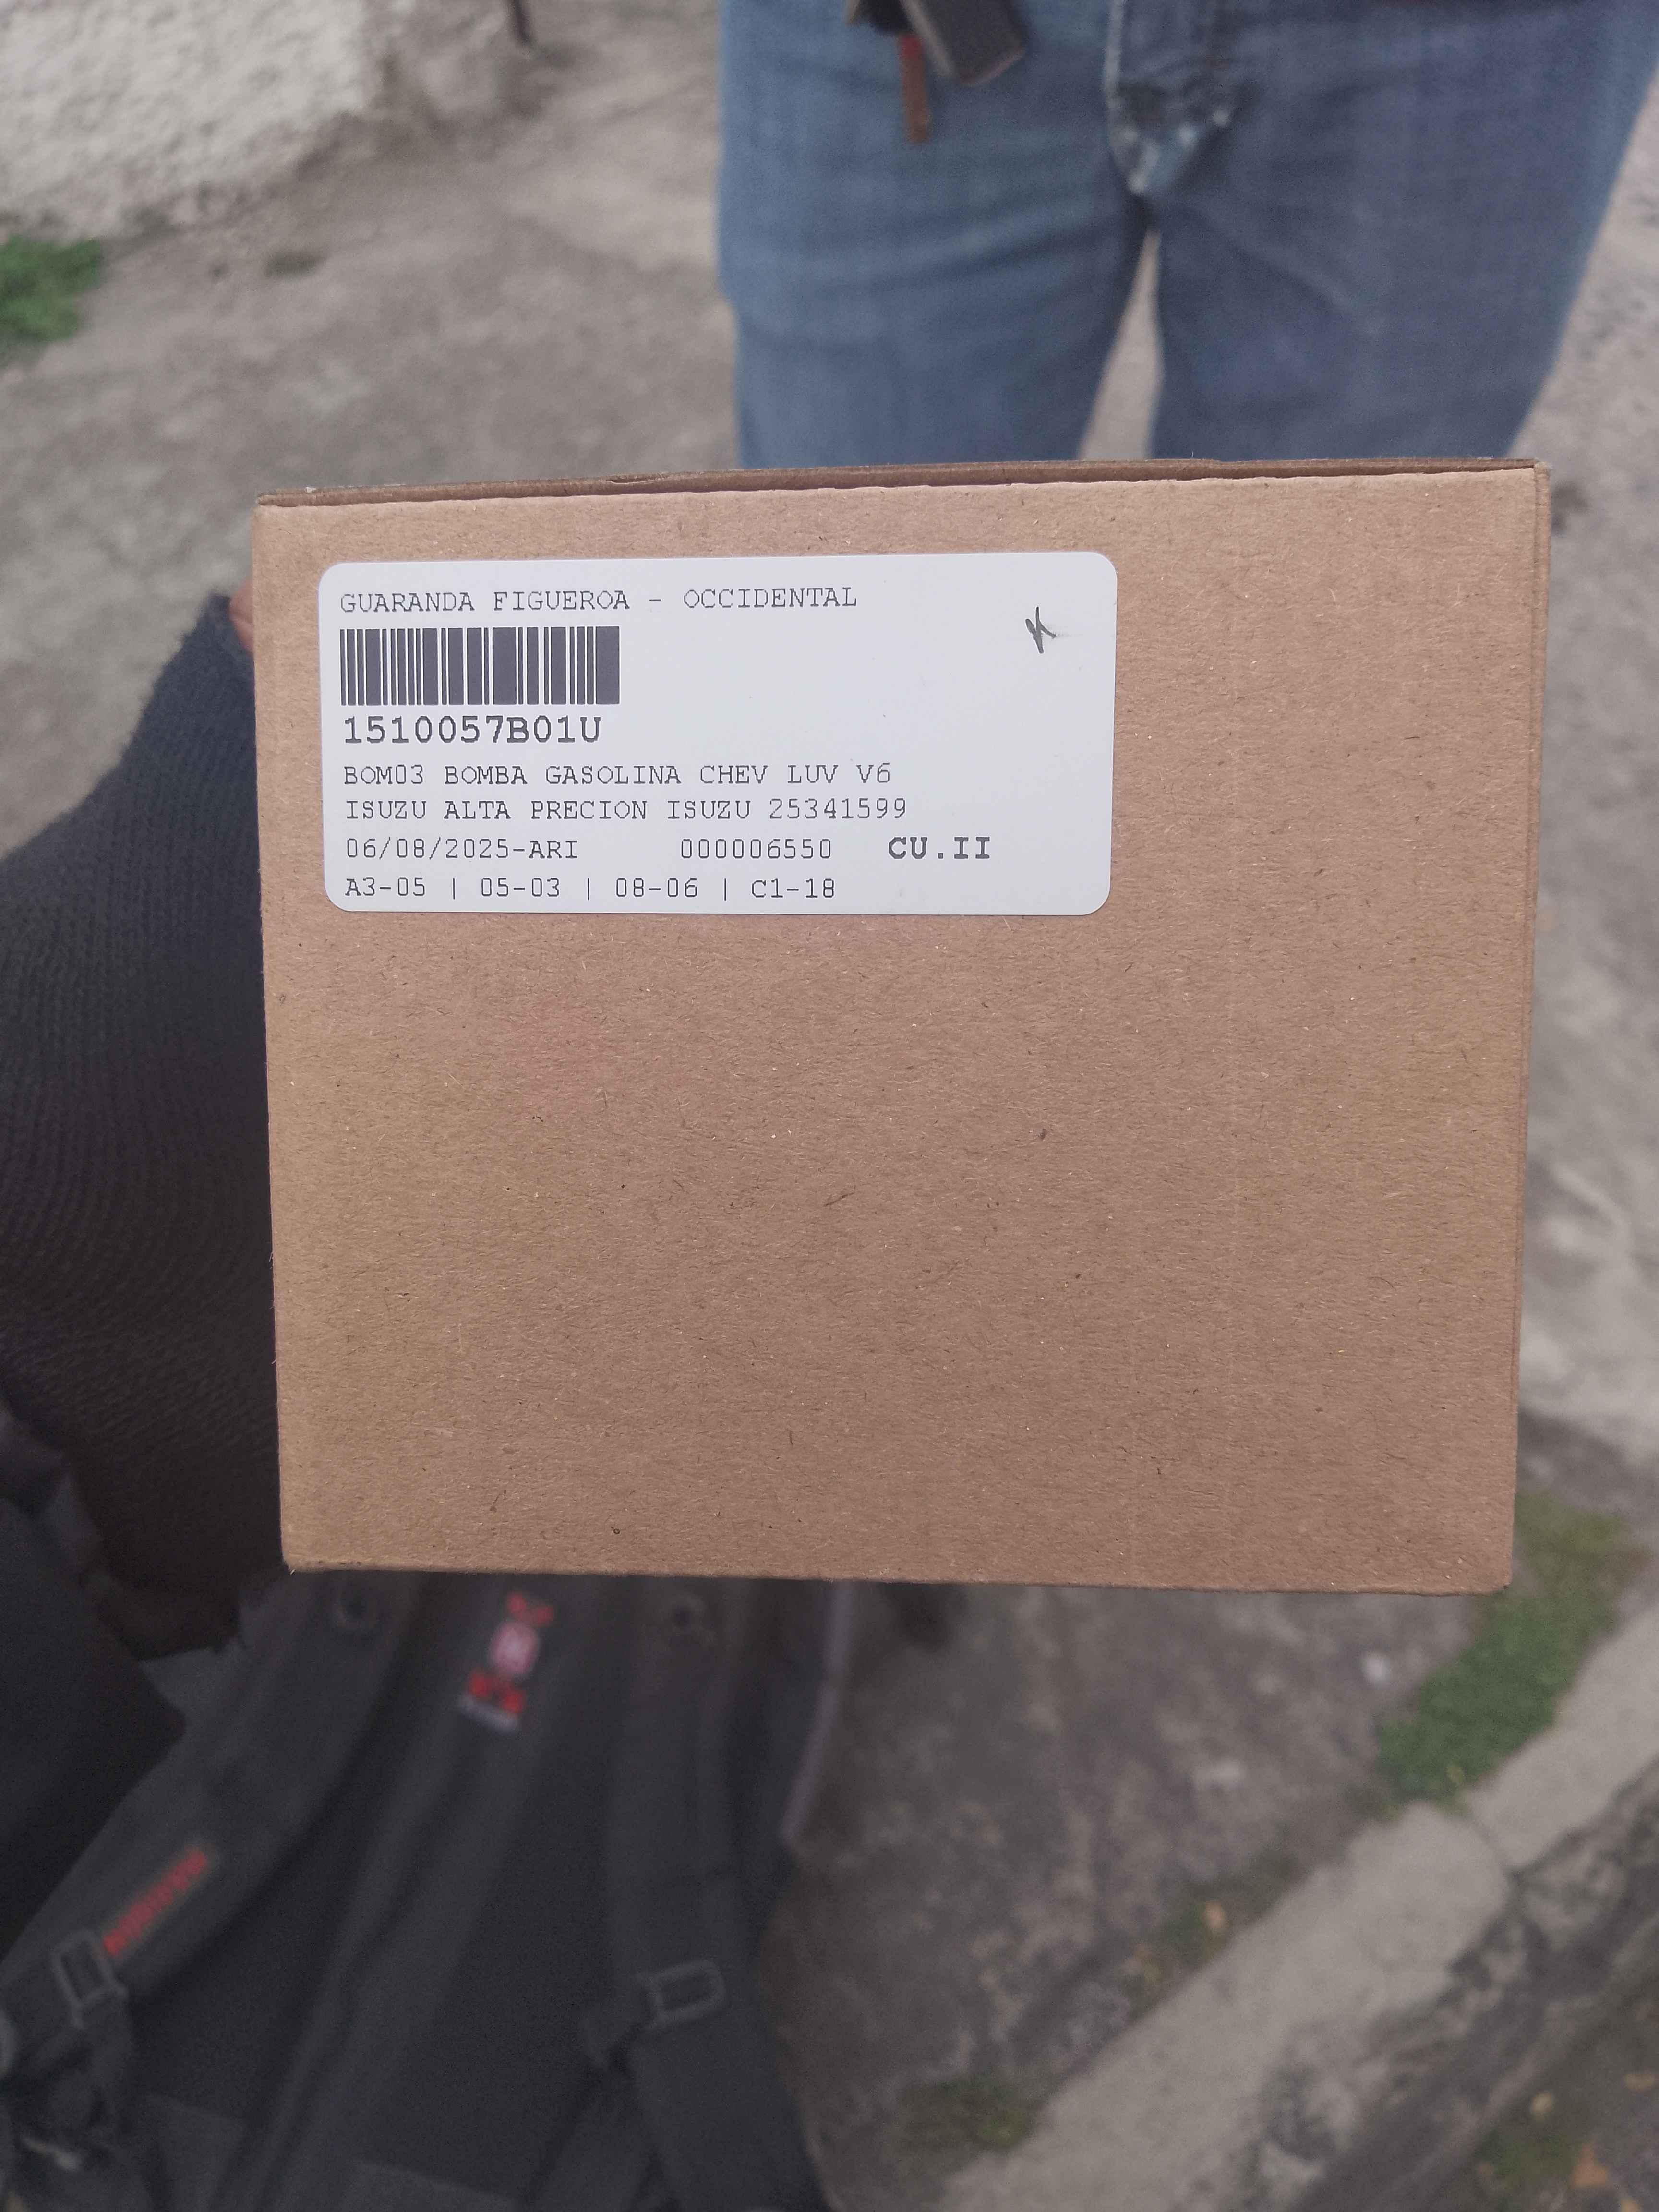 GUARANDA FIGUEROA - OCCIDENTAL
1510057B01U
BOM03 BOMBA GASOLINA CHEV LUV V6
ISUZU ALTA PRECION ISUZU 25341599
06/08/2025-ARI 000006550 CU.II
A3-05 | 05-03 | 08-06 | C1-18